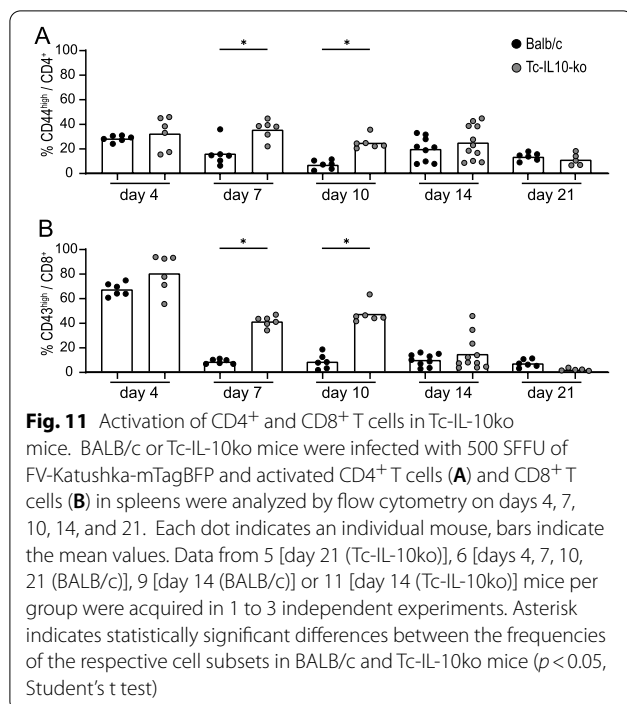 A
100
80
60
40
20
0
% CD44ʰⁱᵍʰ / CD4⁺
* *
Balb/c
Tc-IL10-ko
day 4 day 7 day 10 day 14 day 21
B
100
80
60
40
20
0
% CD43ʰⁱᵍʰ / CD8⁺
* *
day 4 day 7 day 10 day 14 day 21
Fig. 11 Activation of CD4⁺ and CD8⁺ T cells in Tc-IL-10ko
mice. BALB/c or Tc-IL-10ko mice were infected with 500 SFFU of
FV-Katushka-mTagBFP and activated CD4⁺ T cells (A) and CD8⁺ T
cells (B) in spleens were analyzed by flow cytometry on days 4, 7,
10, 14, and 21. Each dot indicates an individual mouse, bars indicate
the mean values. Data from 5 [day 21 (Tc-IL-10ko)], 6 [days 4, 7, 10,
21 (BALB/c)], 9 [day 14 (BALB/c)] or 11 [day 14 (Tc-IL-10ko)] mice per
group were acquired in 1 to 3 independent experiments. Asterisk
indicates statistically significant differences between the frequencies
of the respective cell subsets in BALB/c and Tc-IL-10ko mice (p < 0.05,
Student's t test)